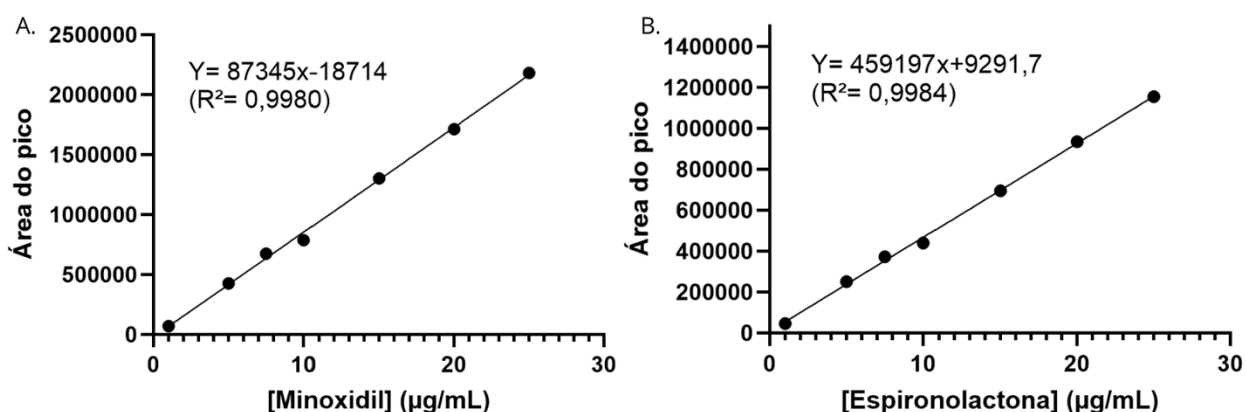 A.
Y= 87345x-18714
(R²= 0,9980)
Área do pico
2500000
2000000
1500000
1000000
500000
0
0 10 20 30
[Minoxidil] (µg/mL)
B.
Y= 459197x+9291,7
(R²= 0,9984)
Área do pico
1400000
1200000
1000000
800000
600000
400000
200000
0
0 10 20 30
[Espironolactona] (µg/mL)